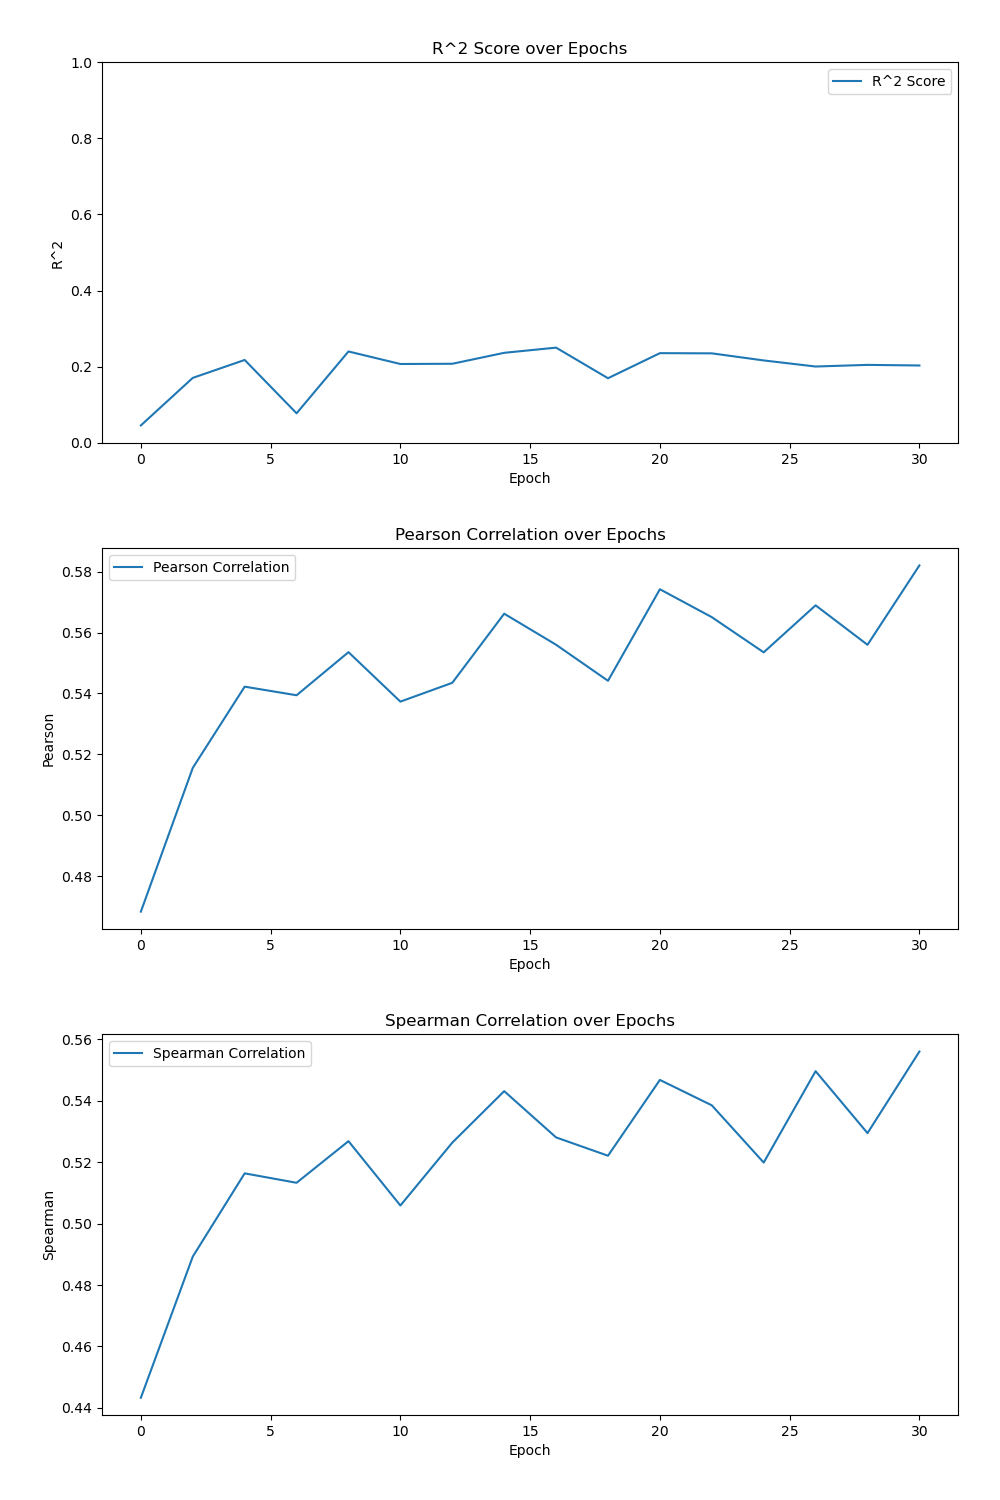 R^2 Score over Epochs
R^2 Score
1.0
0.8
0.6
0.4
0.2
0.0
R^2
0 5 10 15 20 25 30
Epoch
Pearson Correlation over Epochs
Pearson Correlation
0.58
0.56
0.54
0.52
0.50
0.48
Pearson
0 5 10 15 20 25 30
Epoch
Spearman Correlation over Epochs
Spearman Correlation
0.56
0.54
0.52
0.50
0.48
0.46
0.44
Spearman
0 5 10 15 20 25 30
Epoch